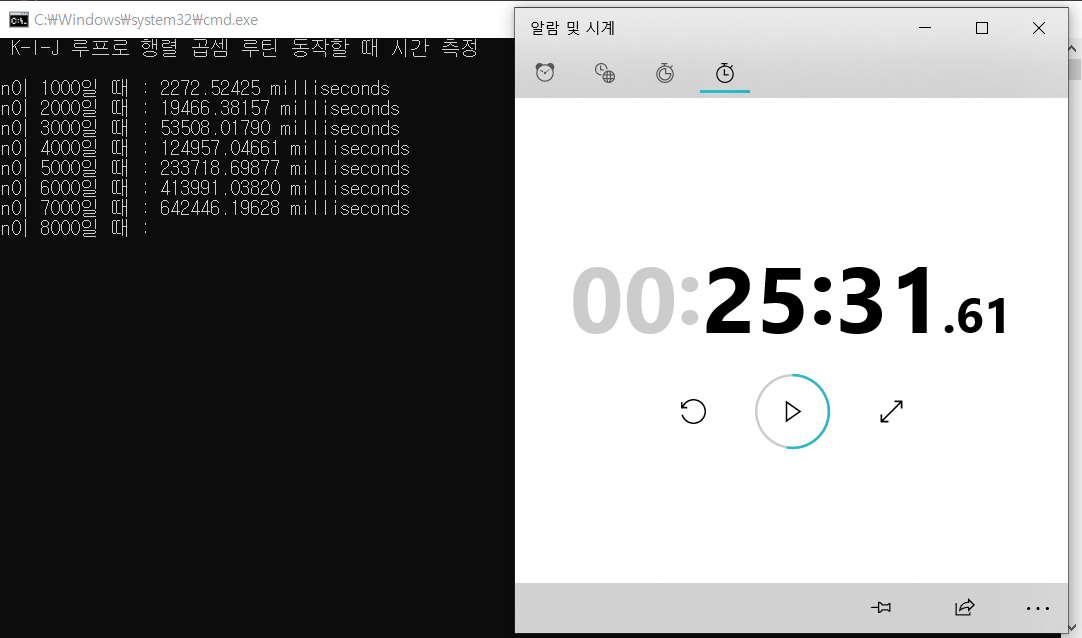 C:₩Windows₩system32₩cmd.exe
K-I-J 루프로 행렬 곱셈 루틴 동작할 때 시간 측정
n이 1000일 때 : 2272.52425 milliseconds
n이 2000일 때 : 19466.38157 milliseconds
n이 3000일 때 : 53508.01790 milliseconds
n이 4000일 때 : 124957.04661 milliseconds
n이 5000일 때 : 233718.69877 milliseconds
n이 6000일 때 : 413991.03820 milliseconds
n이 7000일 때 : 642446.19628 milliseconds
n이 8000일 때 :
알람 및 시계
00:25:31.61